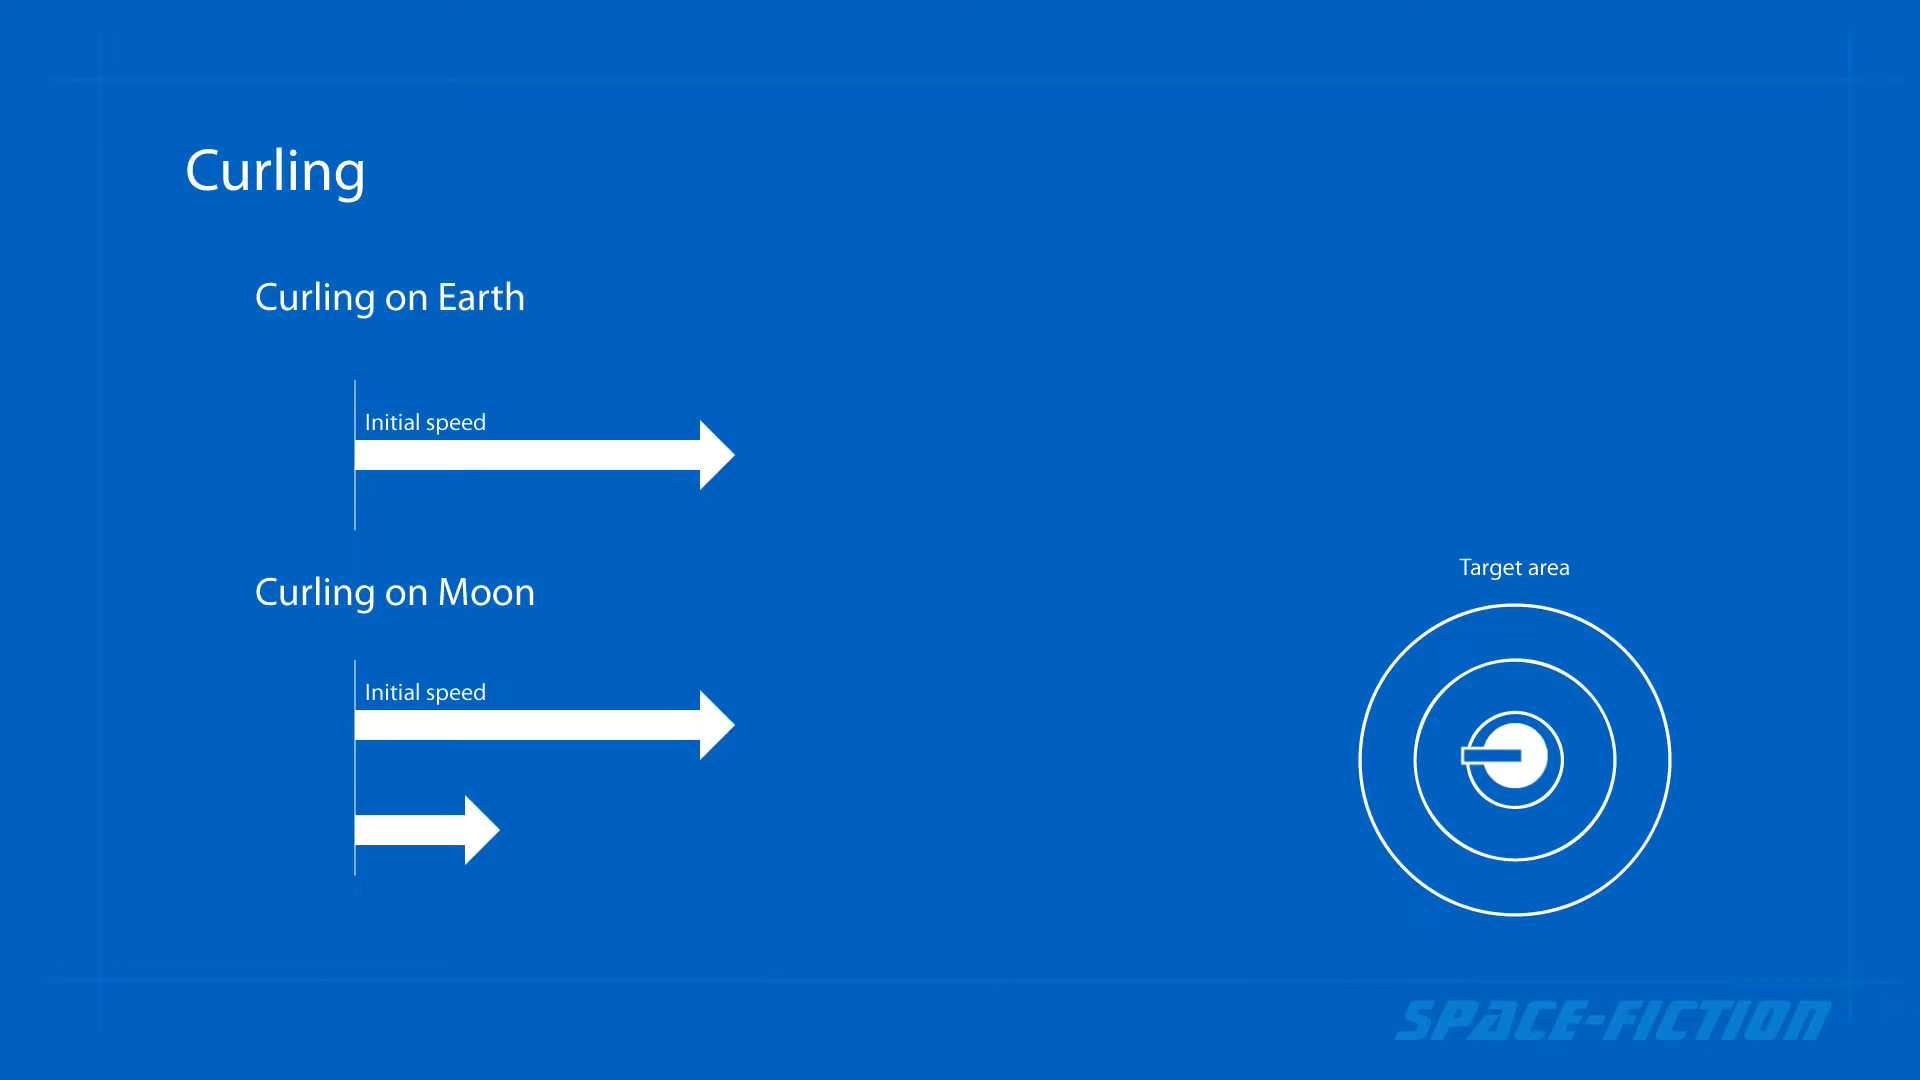 Curling
Curling on Earth
Initial speed
Curling on Moon
Initial speed
Target area
SPACE-FICTION